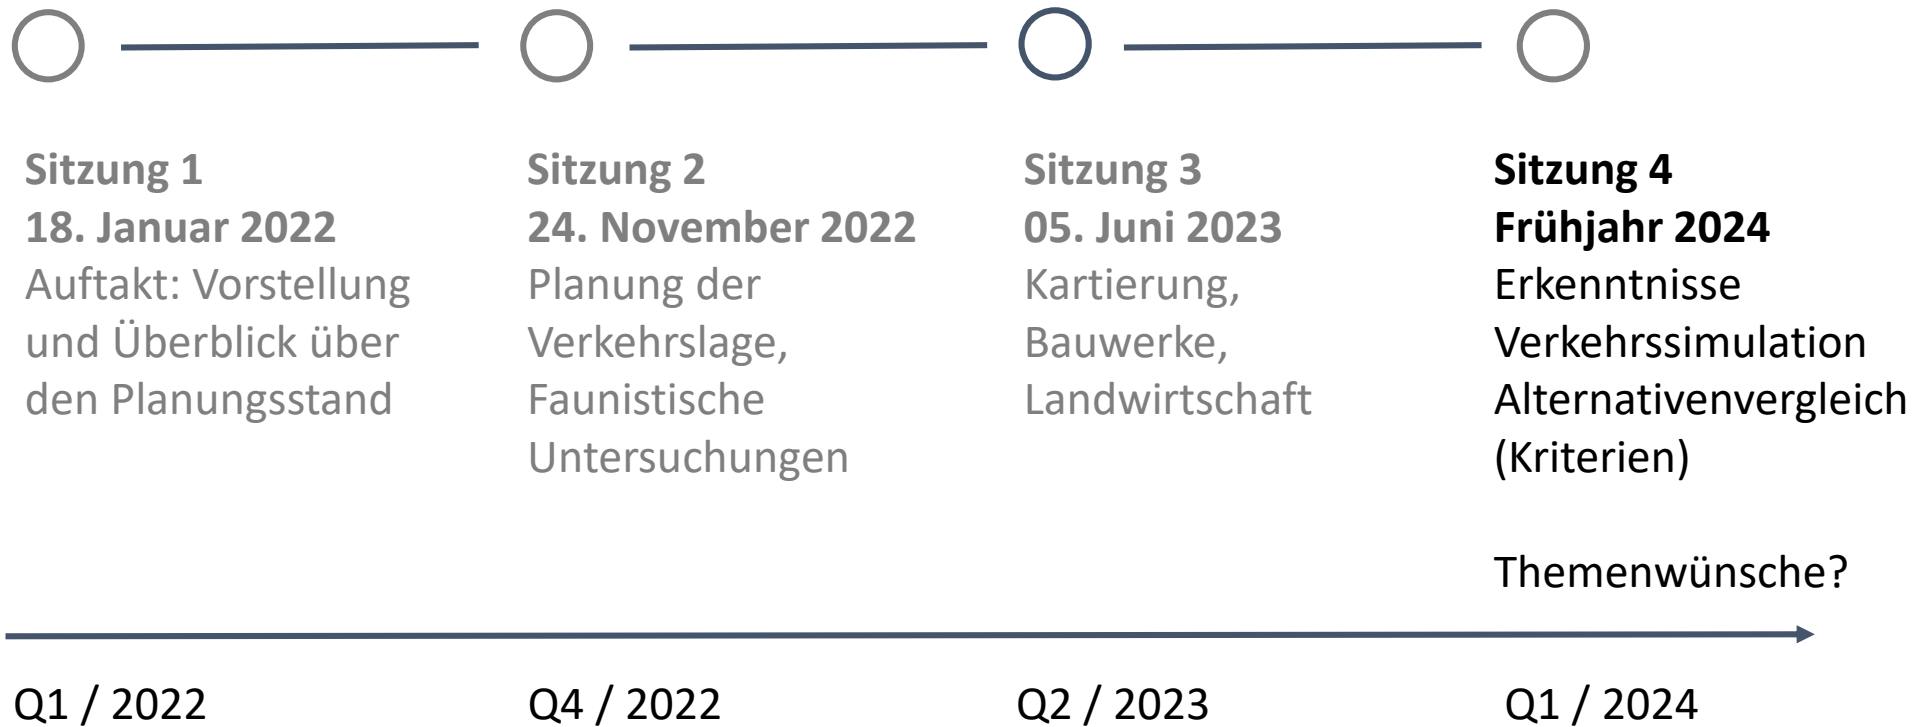 Sitzung 1
18. Januar 2022
Auftakt: Vorstellung
und Überblick über
den Planungsstand
Sitzung 2
24. November 2022
Planung der
Verkehrslage,
Faunistische
Untersuchungen
Sitzung 3
05. Juni 2023
Kartierung,
Bauwerke,
Landwirtschaft
Sitzung 4
Frühjahr 2024
Erkenntnisse
Verkehrssimulation
Alternativenvergleich
(Kriterien)
Themenwünsche?
Q1 / 2022
Q4 / 2022
Q2 / 2023
Q1 / 2024